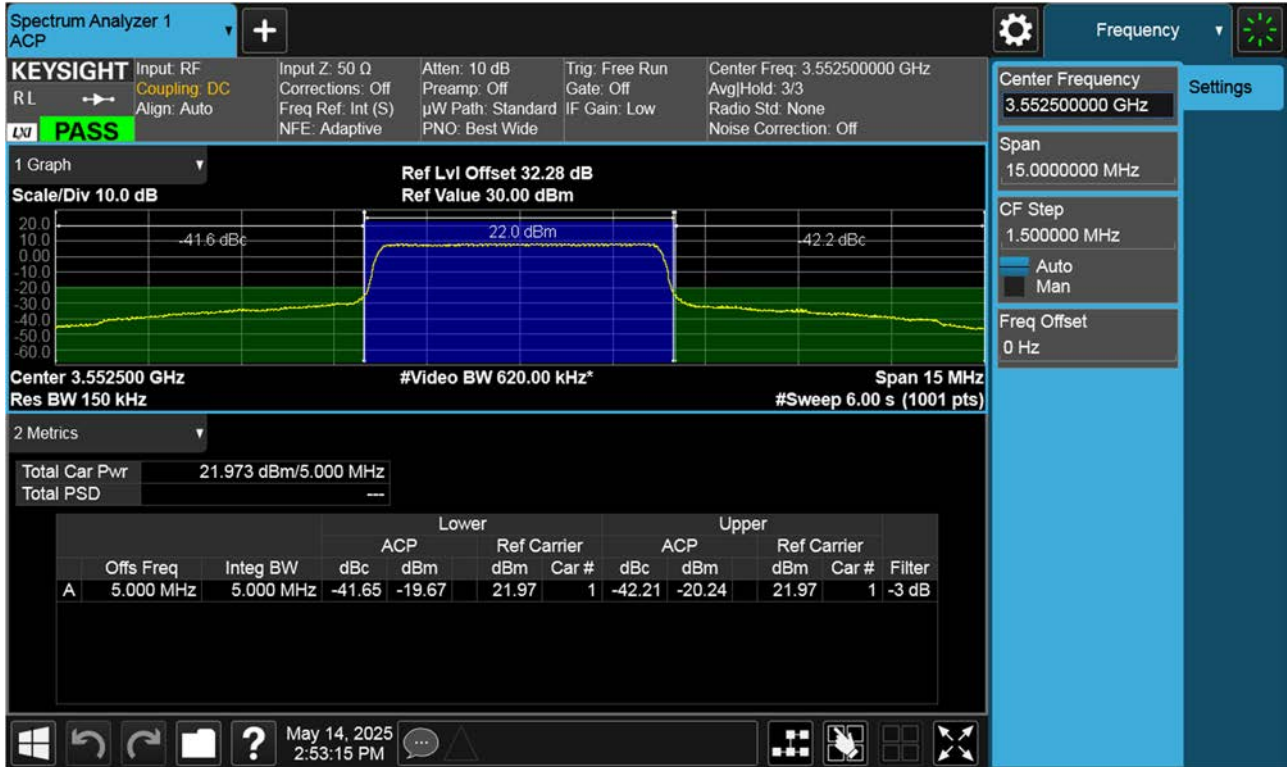 Spectrum Analyzer 1
ACP
+
Frequency
KEYSIGHT
RL
LXI
PASS
Input: RF
Coupling: DC
Align: Auto
Input Z: 50 Ω
Corrections: Off
Freq Ref: Int (S)
NFE: Adaptive
Atten: 10 dB
Preamp: Off
µW Path: Standard
PNO: Best Wide
Trig: Free Run
Gate: Off
IF Gain: Low
Center Freq: 3.552500000 GHz
Avg|Hold: 3/3
Radio Std: None
Noise Correction: Off
Center Frequency
3.552500000 GHz
Settings
Span
15.0000000 MHz
CF Step
1.500000 MHz
Auto
Man
Freq Offset
0 Hz
1 Graph
Scale/Div 10.0 dB
Ref Lvl Offset 32.28 dB
Ref Value 30.00 dBm
20.0
10.0
0.00
-10.0
-20.0
-30.0
-40.0
-50.0
-60.0
-41.6 dBc
22.0 dBm
-42.2 dBc
Center 3.552500 GHz
#Video BW 620.00 kHz*
Span 15 MHz
Res BW 150 kHz
#Sweep 6.00 s (1001 pts)
2 Metrics
Total Car Pwr 21.973 dBm/5.000 MHz
Total PSD ---
Lower Upper
ACP Ref Carrier ACP Ref Carrier
Offs Freq Integ BW dBc dBm dBm Car # dBc dBm dBm Car # Filter
A 5.000 MHz 5.000 MHz -41.65 -19.67 21.97 1 -42.21 -20.24 21.97 1 -3 dB
?
May 14, 2025
2:53:15 PM